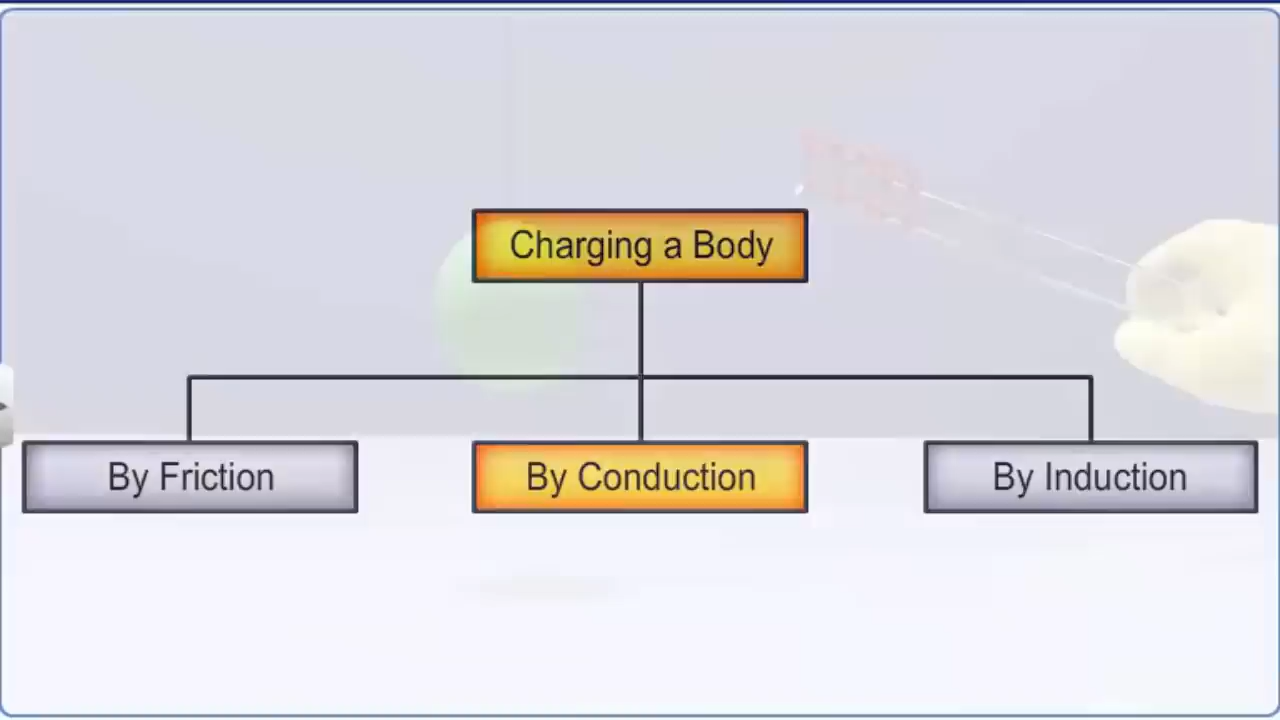 Charging a Body
By Friction
By Conduction
By Induction